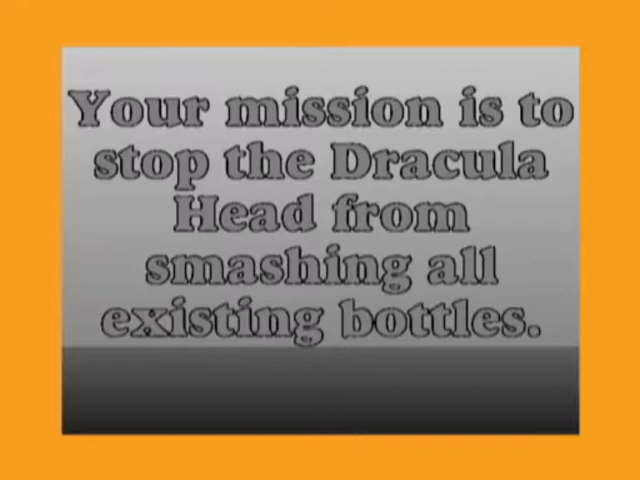 Your mission is to
stop the Dracula
Head from
smashing all
existing bottles.